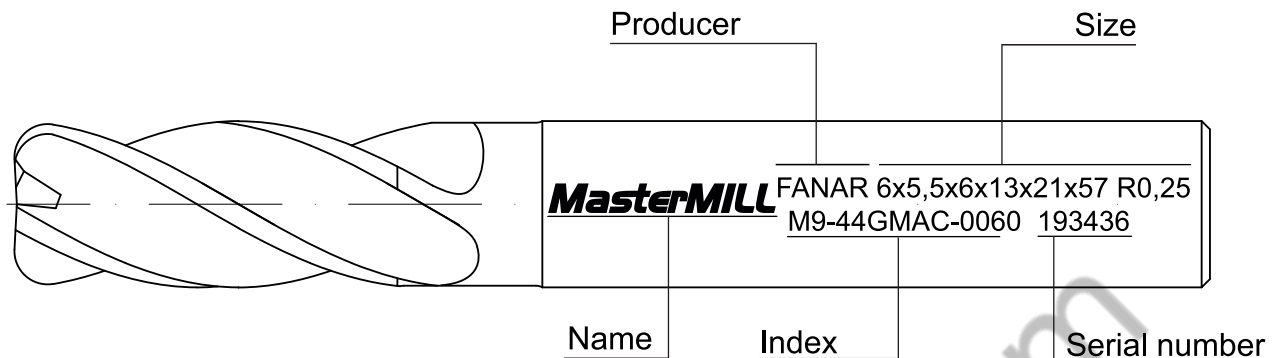 Producer Size
FANAR 6x5,5x6x13x21x57 R0,25
MasterMILL
M9-44GMAC-0060 193436
Name Index Serial number